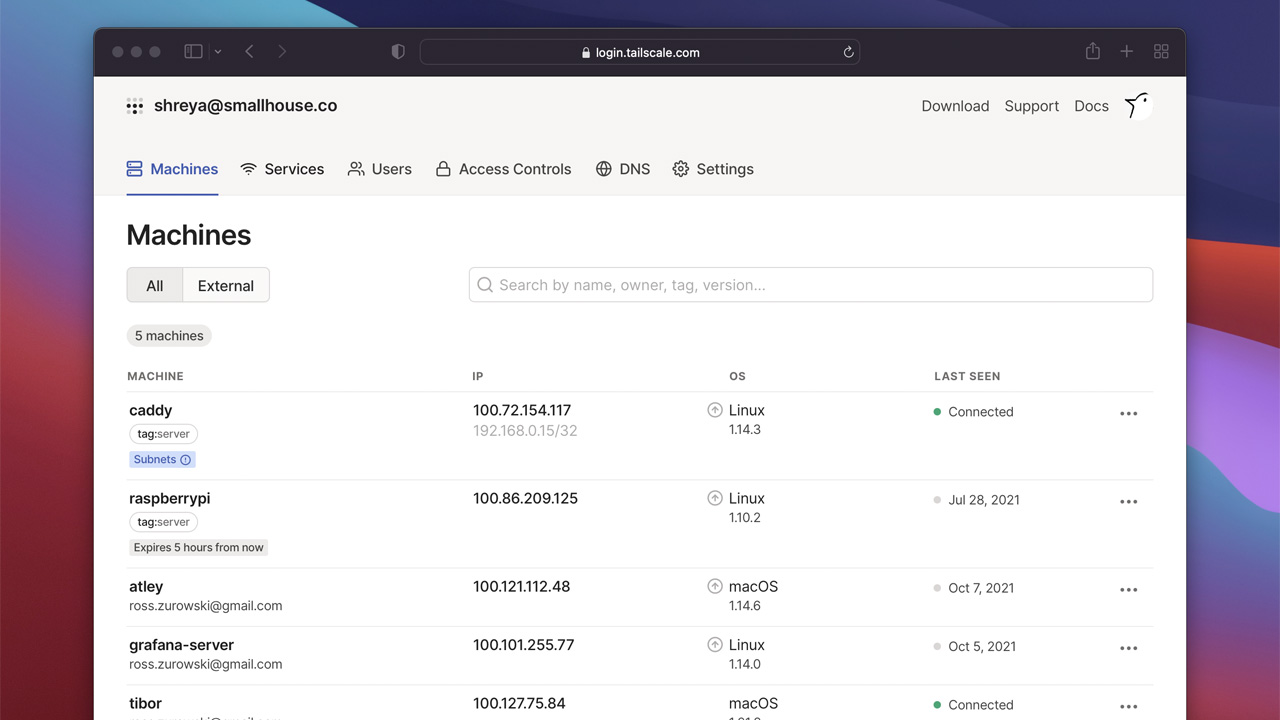 login.tailscale.com
shreya@smallhouse.co
Download Support Docs
Machines Services Users Access Controls DNS Settings
Machines
All External
Search by name, owner, tag, version...
5 machines
MACHINE IP OS LAST SEEN
caddy 100.72.154.117 Linux Connected
tag:server 192.168.0.15/32 1.14.3
Subnets
raspberrypi 100.86.209.125 Linux Jul 28, 2021
tag:server 1.10.2
Expires 5 hours from now
atley 100.121.112.48 macOS Oct 7, 2021
ross.zurowski@gmail.com 1.14.6
grafana-server 100.101.255.77 Linux Oct 5, 2021
ross.zurowski@gmail.com 1.14.0
tibor 100.127.75.84 macOS Connected